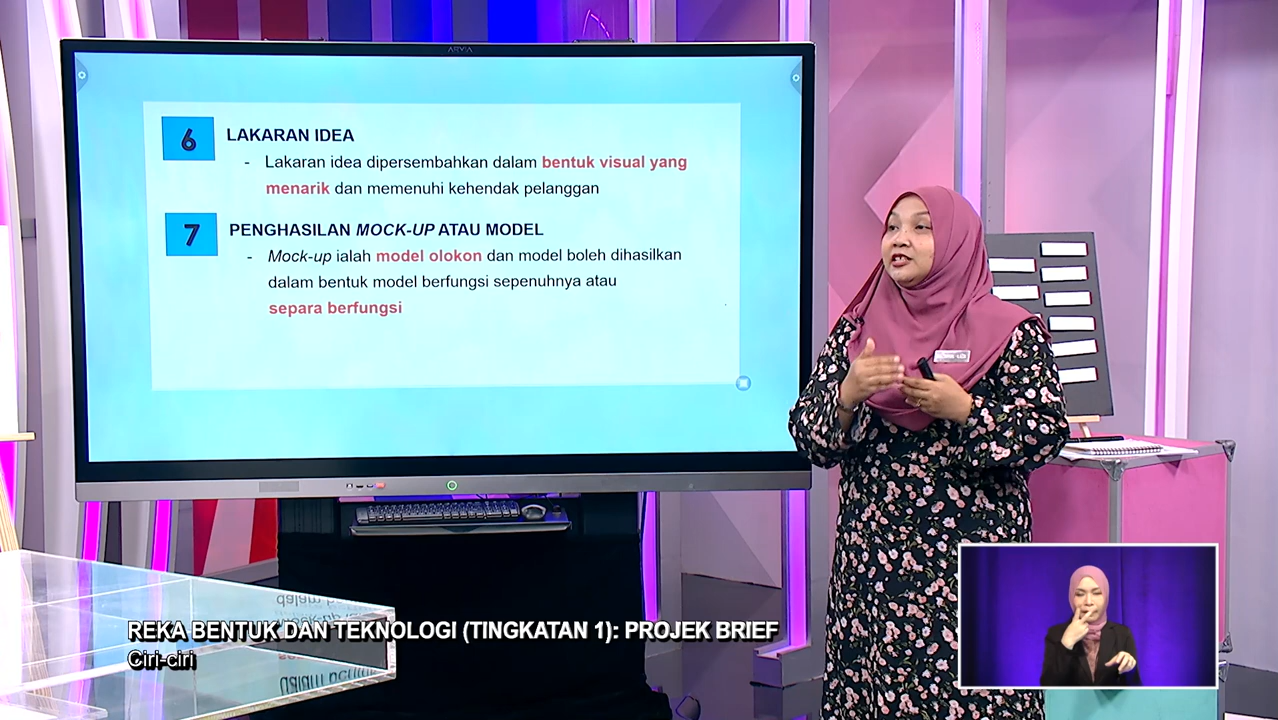 ARVIA
6
LAKARAN IDEA
- Lakaran idea dipersembahkan dalam bentuk visual yang
menarik dan memenuhi kehendak pelanggan
7
PENGHASILAN MOCK-UP ATAU MODEL
- Mock-up ialah model olokon dan model boleh dihasilkan
dalam bentuk model berfungsi sepenuhnya atau
separa berfungsi
REKA BENTUK DAN TEKNOLOGI (TINGKATAN 1): PROJEK BRIEF
Ciri-ciri